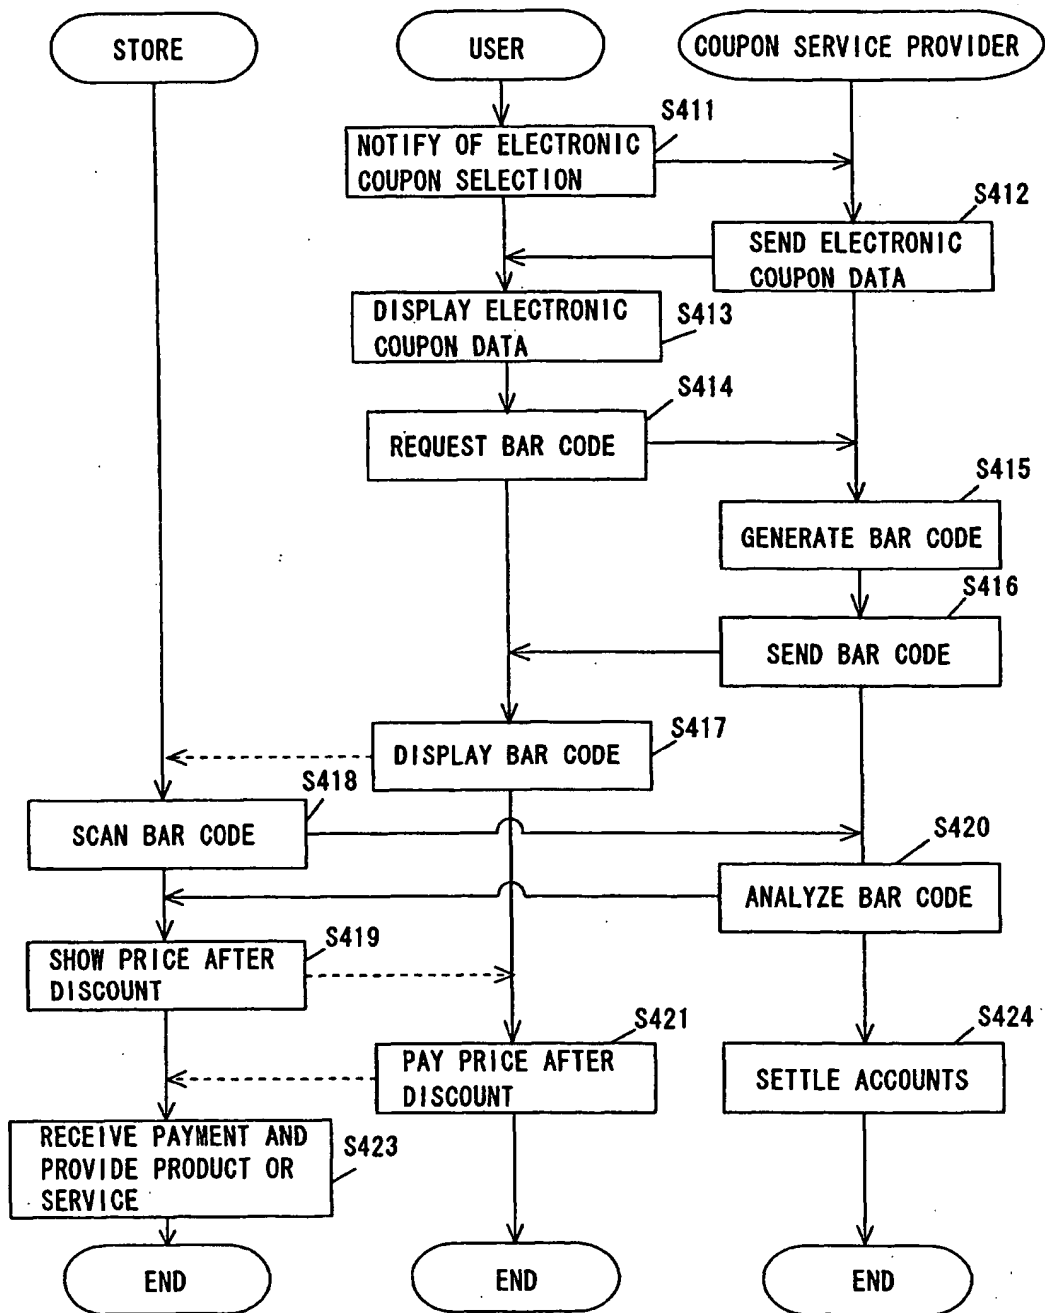 STORE
USER
COUPON SERVICE PROVIDER
S411
NOTIFY OF ELECTRONIC
COUPON SELECTION
S412
SEND ELECTRONIC
COUPON DATA
DISPLAY ELECTRONIC
COUPON DATA
S413
S414
REQUEST BAR CODE
S415
GENERATE BAR CODE
S416
SEND BAR CODE
S417
DISPLAY BAR CODE
S418
SCAN BAR CODE
S420
ANALYZE BAR CODE
S419
SHOW PRICE AFTER
DISCOUNT
S421
PAY PRICE AFTER
DISCOUNT
S424
SETTLE ACCOUNTS
RECEIVE PAYMENT AND
PROVIDE PRODUCT OR
SERVICE
S423
END
END
END